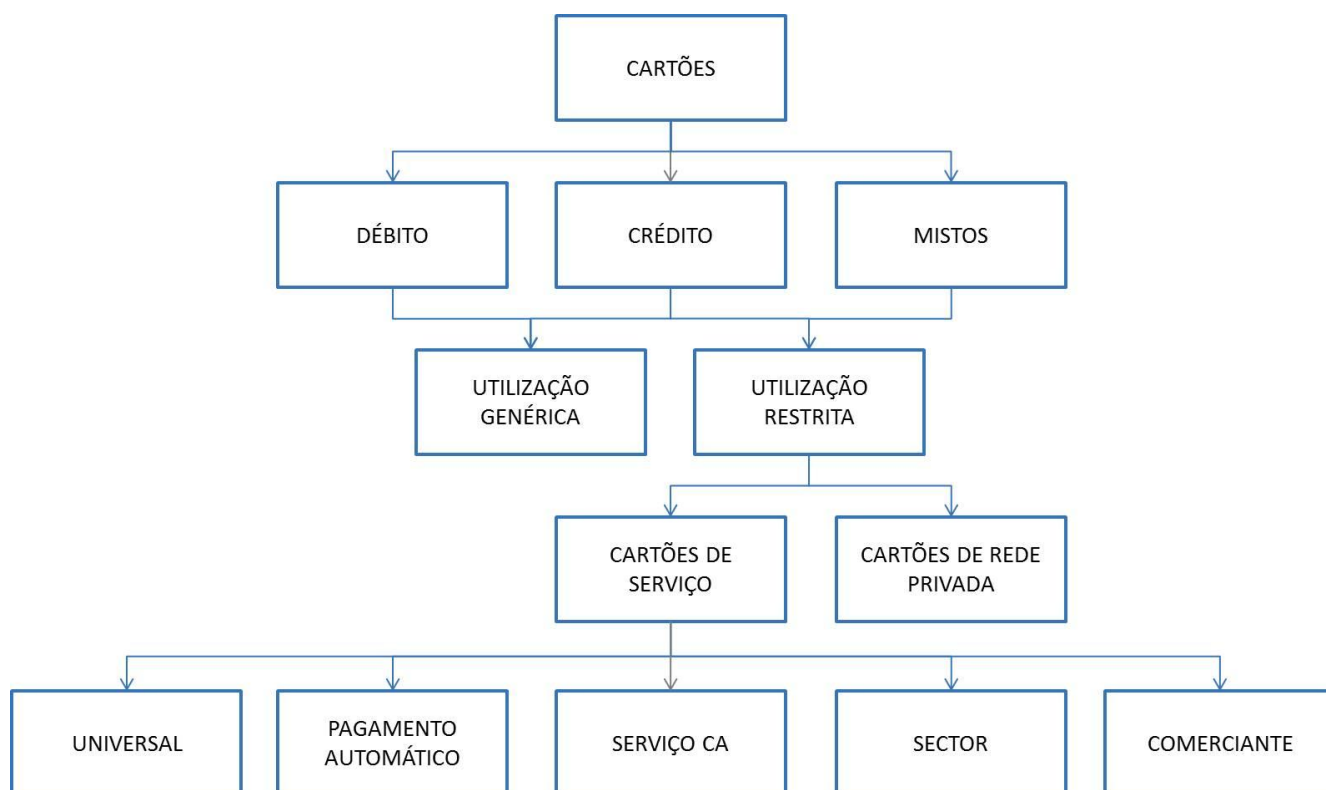 CARTÕES
DÉBITO
CRÉDITO
MISTOS
UTILIZAÇÃO
GENÉRICA
UTILIZAÇÃO
RESTRITA
CARTÕES DE
SERVIÇO
CARTÕES DE REDE
PRIVADA
UNIVERSAL
PAGAMENTO
AUTOMÁTICO
SERVIÇO CA
SECTOR
COMERCIANTE